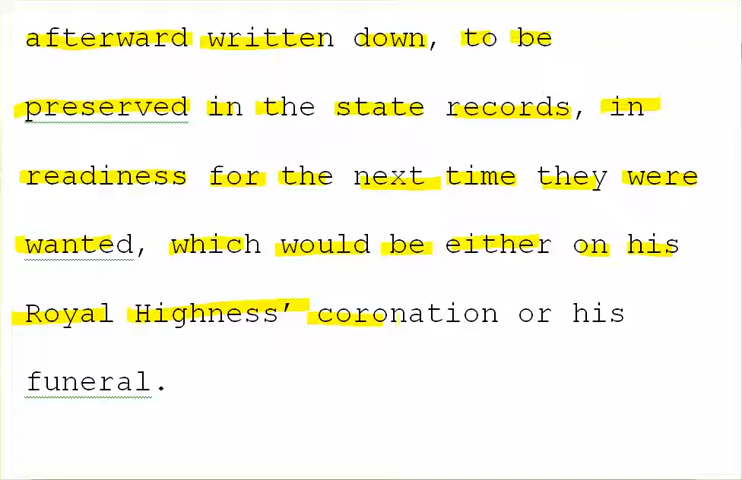 afterward written down, to be
preserved in the state records, in
readiness for the next time they were
wanted, which would be either on his
Royal Highness’ coronation or his
funeral.